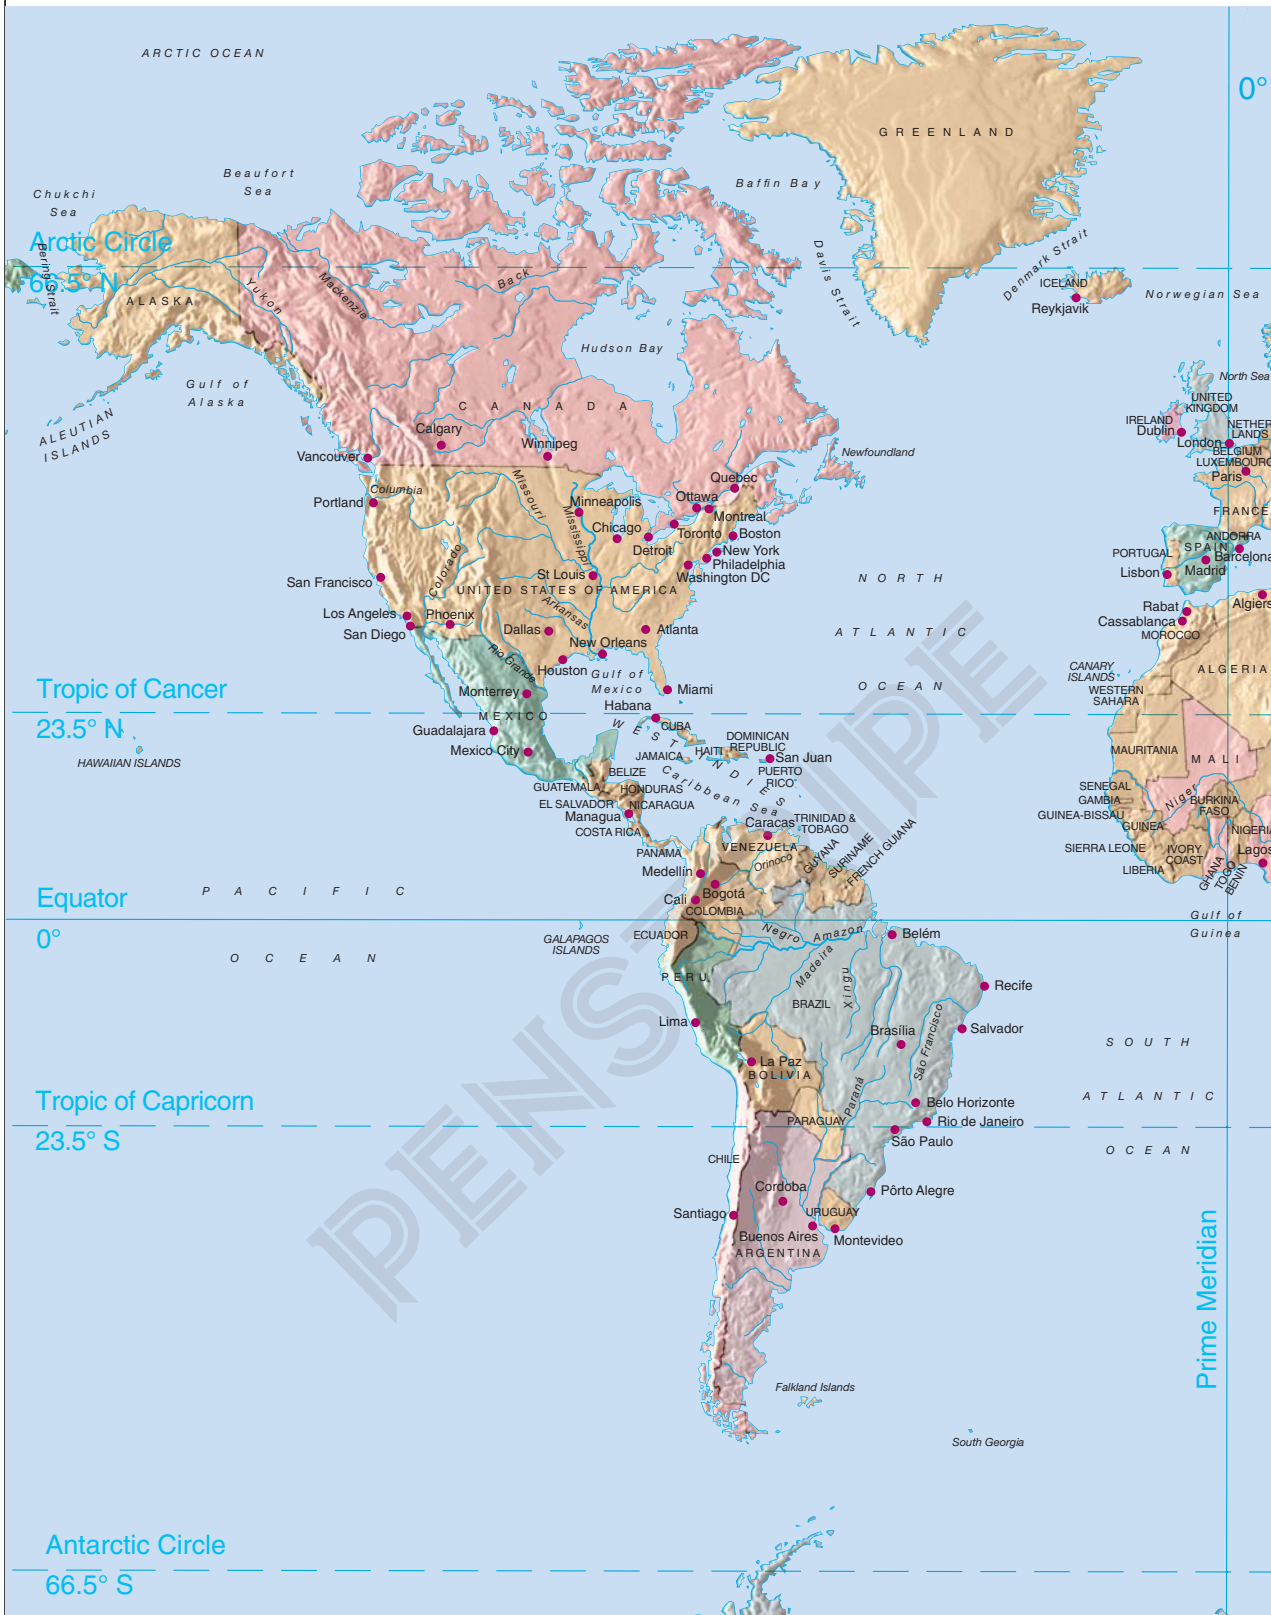 ARCTIC OCEAN
0°
GREENLAND
Beaufort
Sea
Baffin Bay
Chukchi
Sea
Arctic Circle
66.5° N
Bering Strait
ALASKA
Yukon
Mackenzie
Back
Davis Strait
Denmark Strait
ICELAND
Reykjavik
Norwegian Sea
Hudson Bay
Gulf of
Alaska
ALEUTIAN
ISLANDS
CANADA
Calgary
Winnipeg
Vancouver
Newfoundland
North Sea
UNITED
KINGDOM
IRELAND
Dublin
London
NETHER
LANDS
BELGIUM
LUXEMBOURG
Paris
FRANCE
Columbia
Portland
Missouri
Minneapolis
Mississippi
Chicago
Detroit
Quebec
Ottawa
Montreal
Toronto
Boston
New York
Philadelphia
Washington DC
ANDORRA
PORTUGAL
SPAIN
Barcelona
Madrid
Lisbon
San Francisco
Colorado
St Louis
UNITED STATES OF AMERICA
Arkansas
Los Angeles
San Diego
Phoenix
Dallas
Atlanta
New Orleans
Houston
Rio Grande
Gulf of
Mexico
Miami
NORTH
ATLANTIC
OCEAN
Rabat
Cassablanca
MOROCCO
Algiers
ALGERIA
CANARY
ISLANDS
WESTERN
SAHARA
Tropic of Cancer
23.5° N
HAWAIIAN ISLANDS
Monterrey
MEXICO
Guadalajara
Mexico City
Habana
CUBA
WEST INDIES
JAMAICA
HAITI
DOMINICAN
REPUBLIC
San Juan
PUERTO
RICO
Caribbean Sea
BELIZE
GUATEMALA
HONDURAS
EL SALVADOR
NICARAGUA
Managua
COSTA RICA
PANAMA
MAURITANIA
MALI
SENEGAL
GAMBIA
GUINEA-BISSAU
GUINEA
SIERRA LEONE
LIBERIA
IVORY
COAST
Niger
BURKINA
FASO
GHANA
TOGO
BENIN
NIGERIA
Lagos
Caracas
TRINIDAD &
TOBAGO
VENEZUELA
Orinoco
GUYANA
SURINAME
FRENCH GUIANA
Medellín
Bogotá
Cali
COLOMBIA
PACIFIC
OCEAN
Equator
0°
GALAPAGOS
ISLANDS
ECUADOR
Negro
Amazon
Belém
Gulf of
Guinea
PERU
Madeira
Xingn
BRAZIL
Recife
Lima
Brasília
São Francisco
Salvador
SOUTH
ATLANTIC
OCEAN
La Paz
BOLIVIA
Paraná
Belo Horizonte
Rio de Janeiro
São Paulo
Tropic of Capricorn
23.5° S
PARAGUAY
CHILE
Cordoba
Pôrto Alegre
Santiago
URUGUAY
Buenos Aires
Montevideo
ARGENTINA
Prime Meridian
Falkland Islands
South Georgia
Antarctic Circle
66.5° S